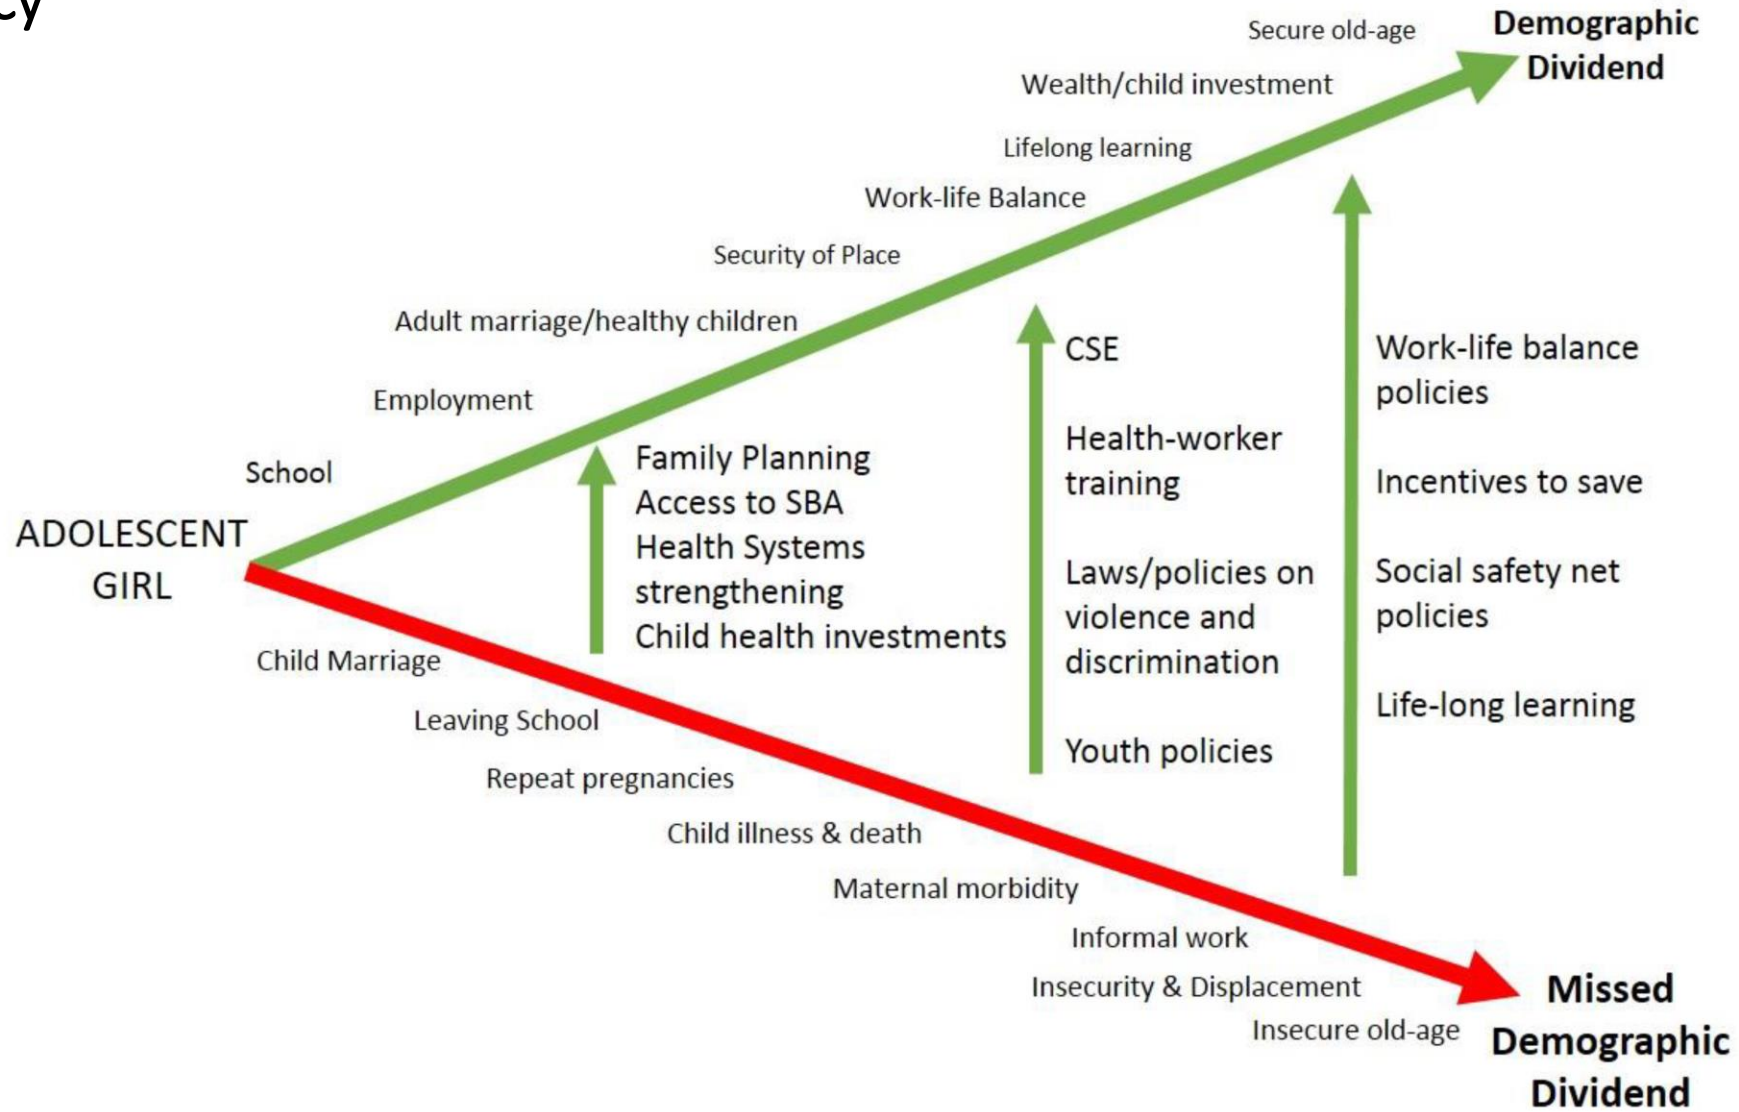 cy
Secure old-age
Demographic
Dividend
Wealth/child investment
Lifelong learning
Work-life Balance
Security of Place
Adult marriage/healthy children
Employment
School
ADOLESCENT
GIRL
Family Planning
Access to SBA
Health Systems
strengthening
Child health investments
CSE
Health-worker
training
Laws/policies on
violence and
discrimination
Youth policies
Work-life balance
policies
Incentives to save
Social safety net
policies
Life-long learning
Child Marriage
Leaving School
Repeat pregnancies
Child illness & death
Maternal morbidity
Informal work
Insecurity & Displacement
Insecure old-age
Missed
Demographic
Dividend